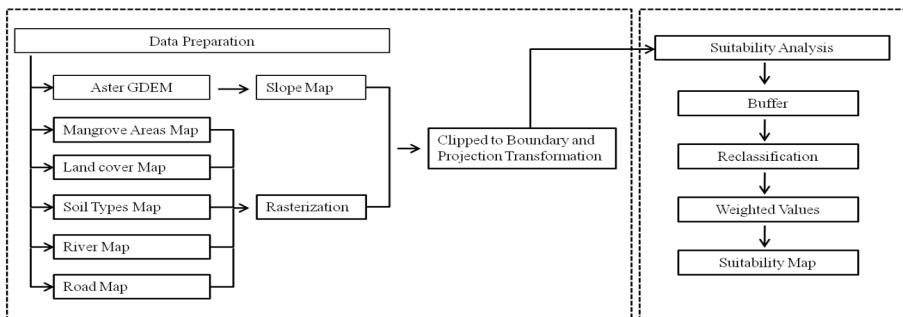 Data Preparation
Aster GDEM
Slope Map
Mangrove Areas Map
Land cover Map
Soil Types Map
River Map
Road Map
Rasterization
Clipped to Boundary and
Projection Transformation
Suitability Analysis
Buffer
Reclassification
Weighted Values
Suitability Map